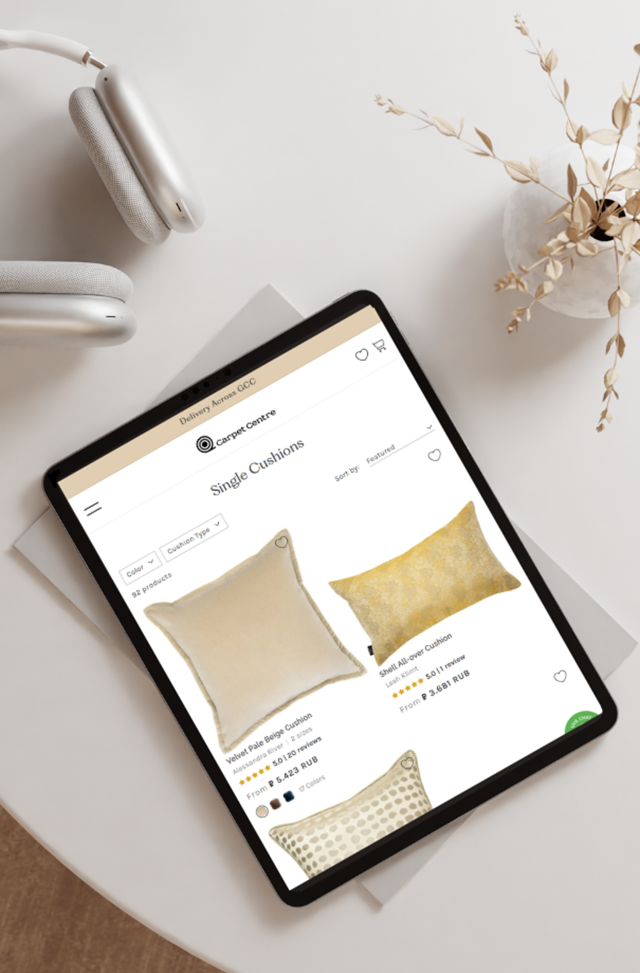 Delivery Across GCC
Carpet Centre
Single Cushions
Sort by: Featured
Color
Cushion Type
92 products
Velvet Pale Beige Cushion
Alessandro River | 2 sizes
5.0 | 20 reviews
From ₽ 5.423 RUB
17 Colors
Shell All-over Cushion
Leah Klimt
5.0 | 1 review
From ₽ 3.681 RUB